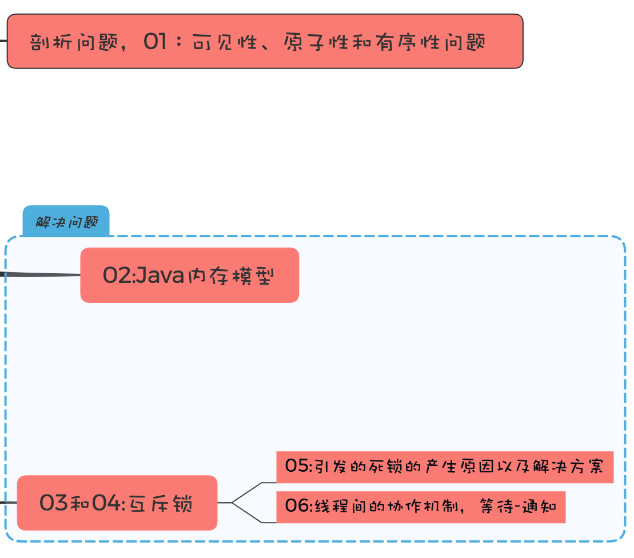 剖析问题，01：可见性、原子性和有序性问题
解决问题
02:Java内存模型
03和04:互斥锁
05:引发的死锁的产生原因以及解决方案
06:线程间的协作机制，等待-通知